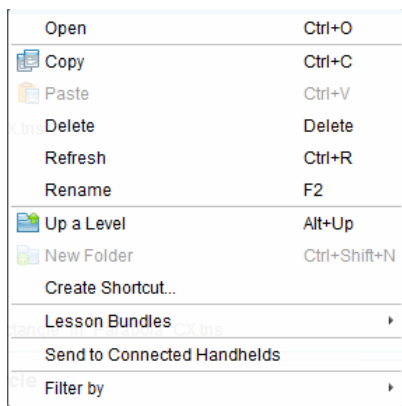 Open Ctrl+O
Copy Ctrl+C
Paste Ctrl+V
Delete Delete
Refresh Ctrl+R
Rename F2
Up a Level Alt+Up
New Folder Ctrl+Shift+N
Create Shortcut...
Lesson Bundles
Send to Connected Handhelds
Filter by